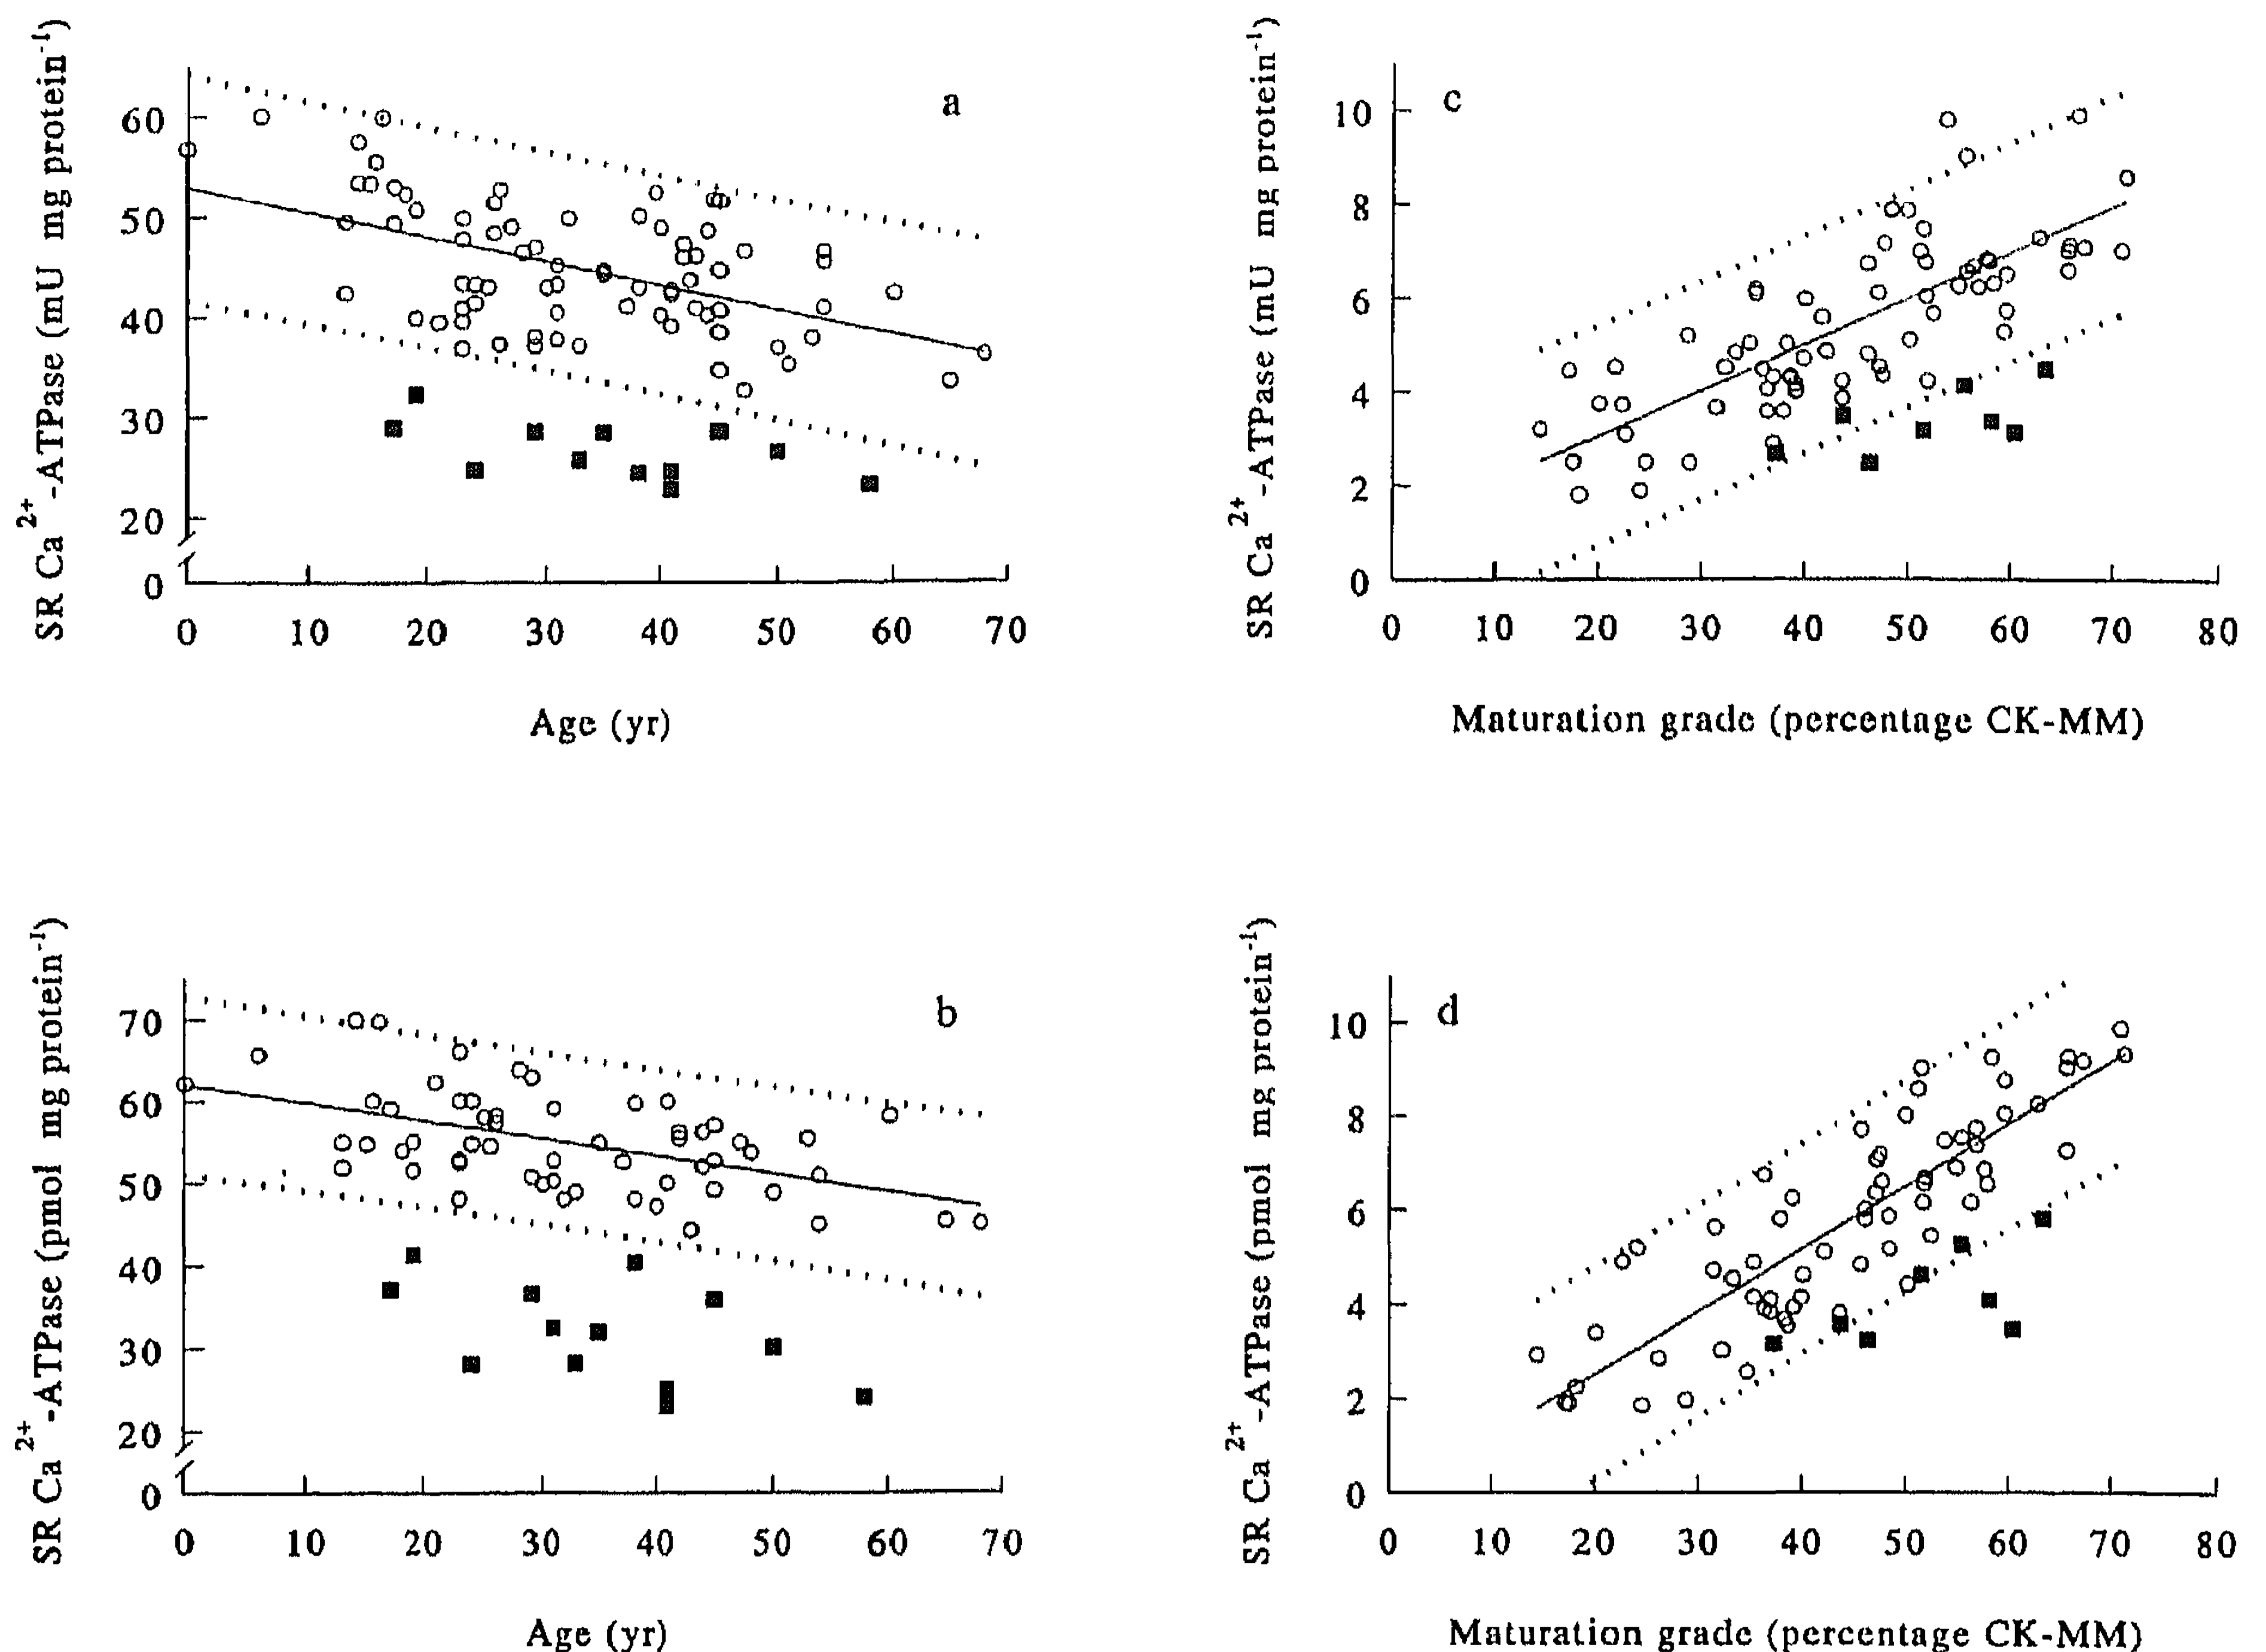 SR Ca2+-ATPase (mU mg protein-1)
a
60
50
40
30
20
0
0 10 20 30 40 50 60 70
Age (yr)
SR Ca2+-ATPase (mU mg protein-1)
c
10
8
6
4
2
0
0 10 20 30 40 50 60 70 80
Maturation grade (percentage CK-MM)
SR Ca2+-ATPase (pmol mg protein-1)
b
70
60
50
40
30
20
0
0 10 20 30 40 50 60 70
Age (yr)
SR Ca2+-ATPase (pmol mg protein-1)
d
10
8
6
4
2
0
0 10 20 30 40 50 60 70 80
Maturation grade (percentage CK-MM)